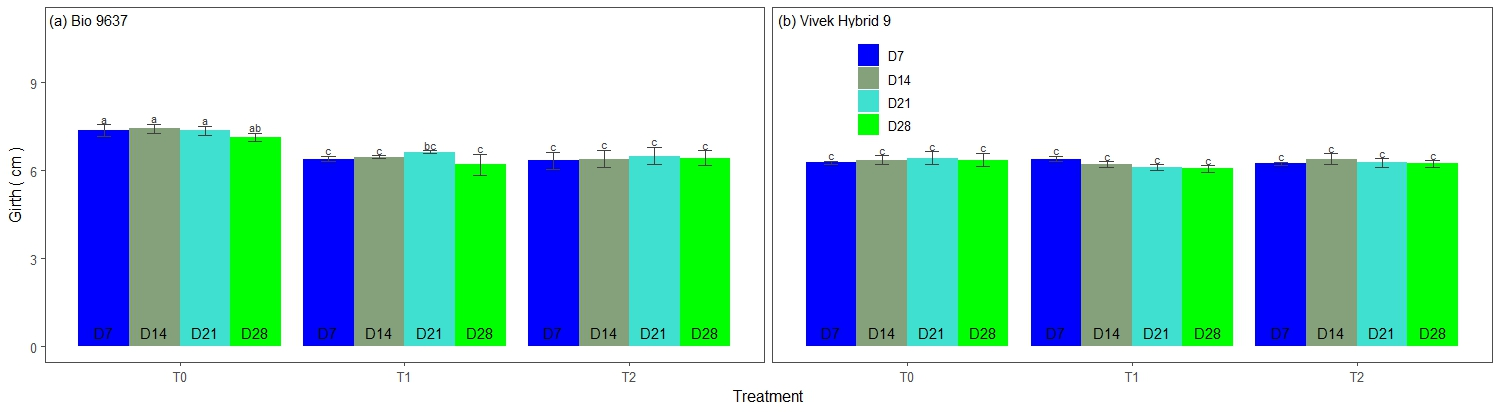 (a) Bio 9637
(b) Vivek Hybrid 9
D7
D14
D21
D28
Girth ( cm )
9
6
3
0
a a a ab c c bc c c c c c
c c c c c c c c c c c c
D7 D14 D21 D28 D7 D14 D21 D28 D7 D14 D21 D28
D7 D14 D21 D28 D7 D14 D21 D28 D7 D14 D21 D28
T0 T1 T2
T0 T1 T2
Treatment